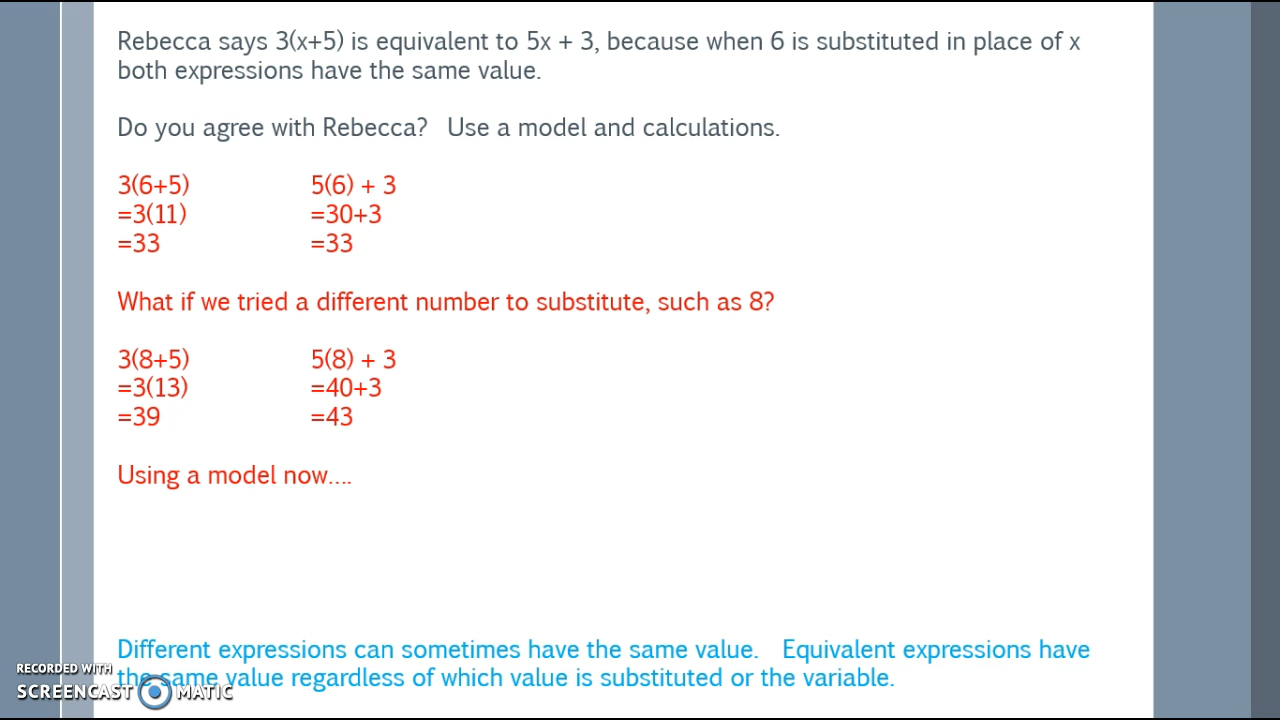 Rebecca says 3(x+5) is equivalent to 5x + 3, because when 6 is substituted in place of x
both expressions have the same value.
Do you agree with Rebecca? Use a model and calculations.
3(6+5) 5(6) + 3
=3(11) =30+3
=33 =33
What if we tried a different number to substitute, such as 8?
3(8+5) 5(8) + 3
=3(13) =40+3
=39 =43
Using a model now....
Different expressions can sometimes have the same value. Equivalent expressions have
the same value regardless of which value is substituted or the variable.
RECORDED WITH
SCREENCAST MATIC